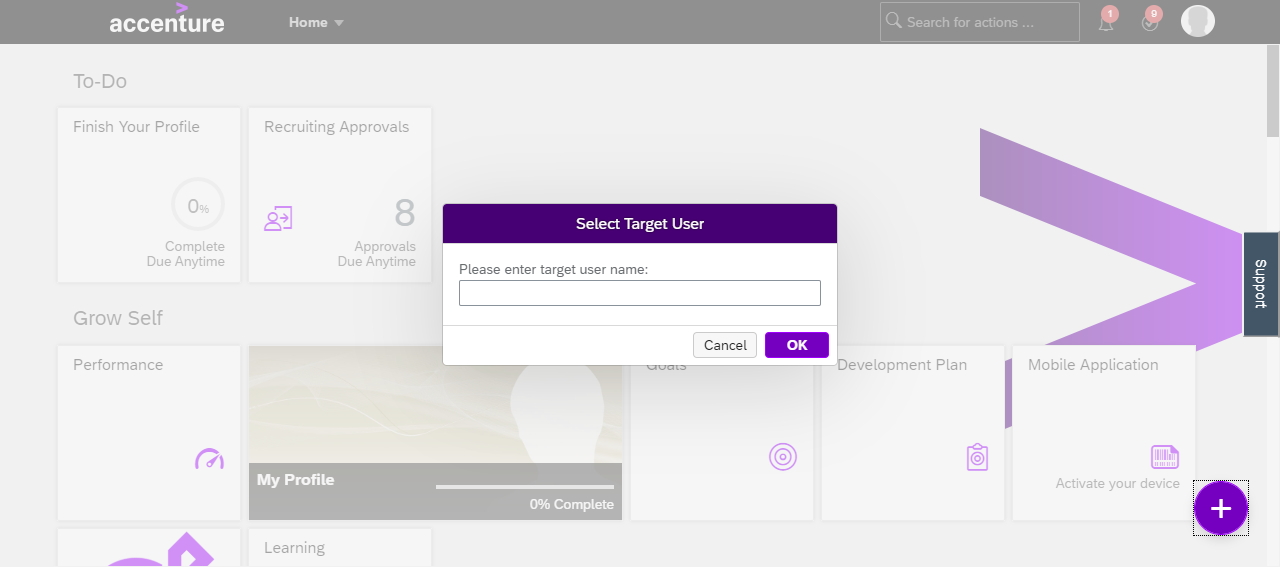 accenture
Home
Search for actions ...
1
9
To-Do
Finish Your Profile
0%
Complete
Due Anytime
Recruiting Approvals
8
Approvals
Due Anytime
Select Target User
Please enter target user name:
Cancel
OK
Support
Grow Self
Performance
My Profile
0% Complete
Goals
Development Plan
Mobile Application
Activate your device
Learning